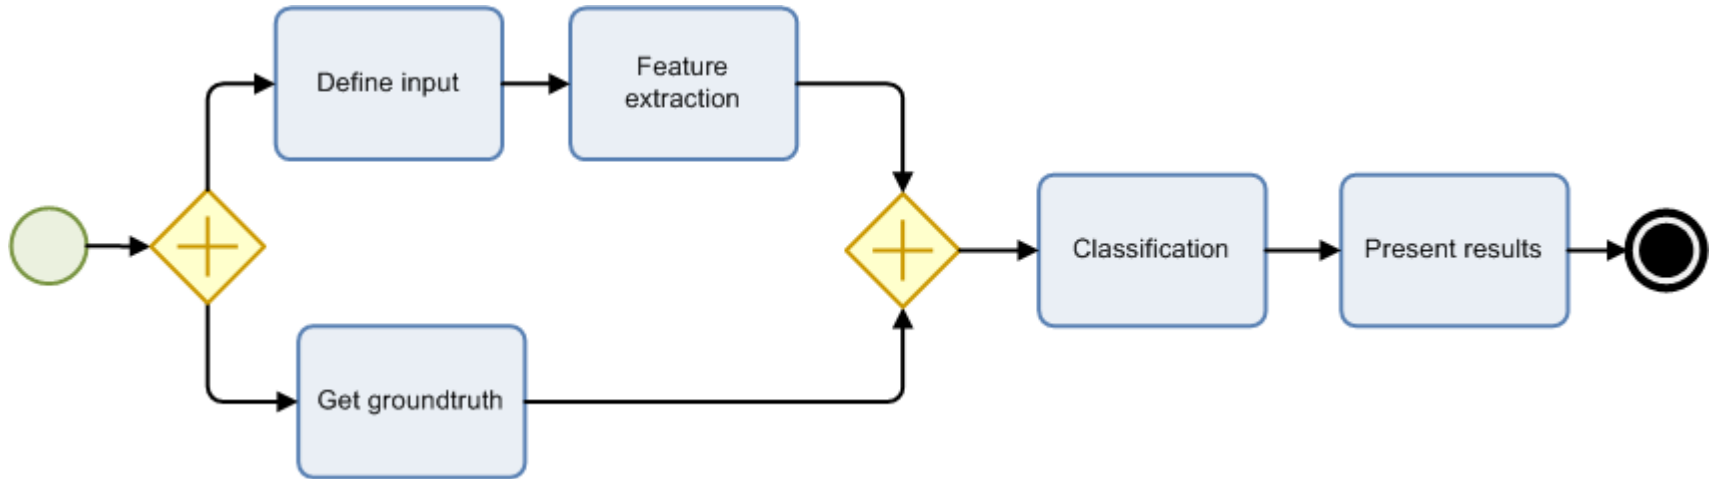 Define input
Feature
extraction
Get groundtruth
Classification
Present results